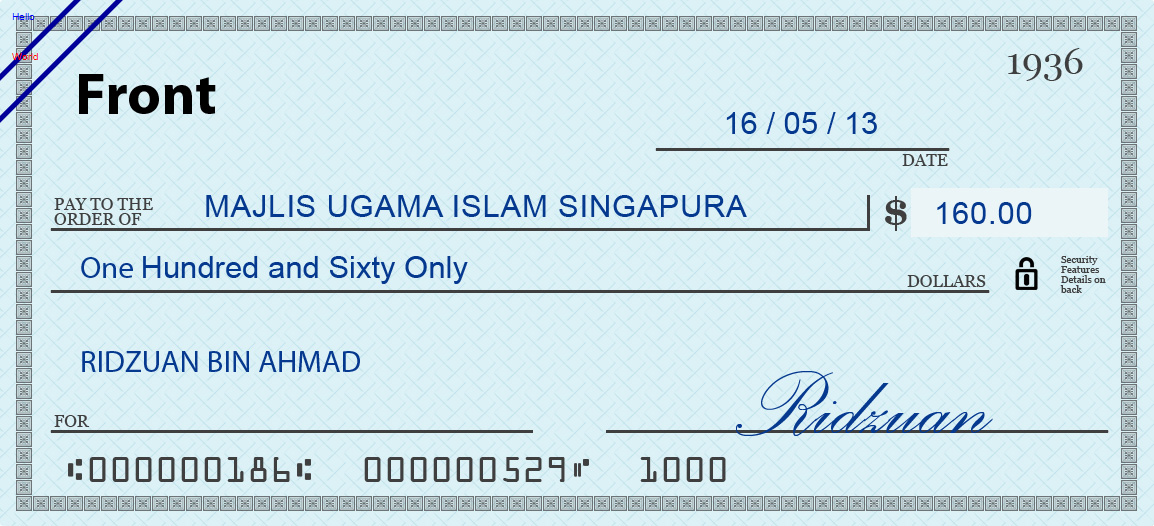 Hello
World
Front
1936
16 / 05 / 13
DATE
PAY TO THE
ORDER OF
MAJLIS UGAMA ISLAM SINGAPURA
$ 160.00
One Hundred and Sixty Only
DOLLARS
Security
Features
Details on
back
RIDZUAN BIN AHMAD
FOR
Ridzuan
⑆000000186⑆ 000000529⑈ 1000